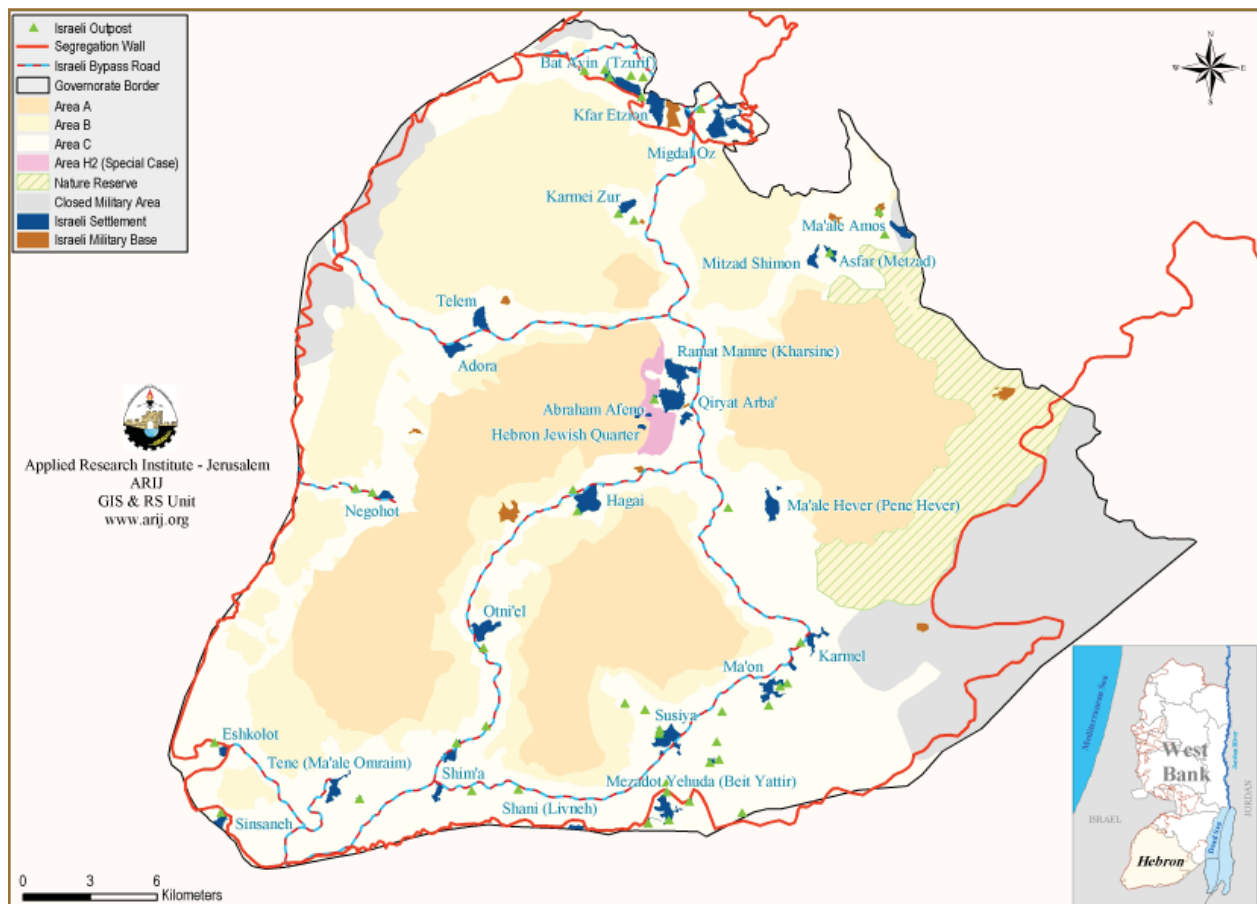 Israeli Outpost
Segregation Wall
Israeli Bypass Road
Governorate Border
Area A
Area B
Area C
Area H2 (Special Case)
Nature Reserve
Closed Military Area
Israeli Settlement
Israeli Military Base
N
W E
S
Bat Ayin (Tzurif)
Kfar Etzion
Migdal Oz
Karmei Zur
Ma'ale Amos
Mitzad Shimon
Asfar (Metzad)
Telem
Adora
Ramat Mamre (Kharsine)
Abraham Afeno
Qiryat Arba'
Hebron Jewish Quarter
Applied Research Institute - Jerusalem
ARIJ
GIS & RS Unit
www.arij.org
Negohot
Hagai
Ma'ale Hever (Pene Hever)
Otni'el
Karmel
Ma'on
Susiya
Eshkolot
Tene (Ma'ale Omraim)
Shim'a
Mezadot Yehuda (Beit Yattir)
Shani (Livneh)
Sinsaneh
0 3 6
Kilometers
Mediterranean Sea
West
Bank
Jordan River
JORDAN
ISRAEL
Dead Sea
Hebron